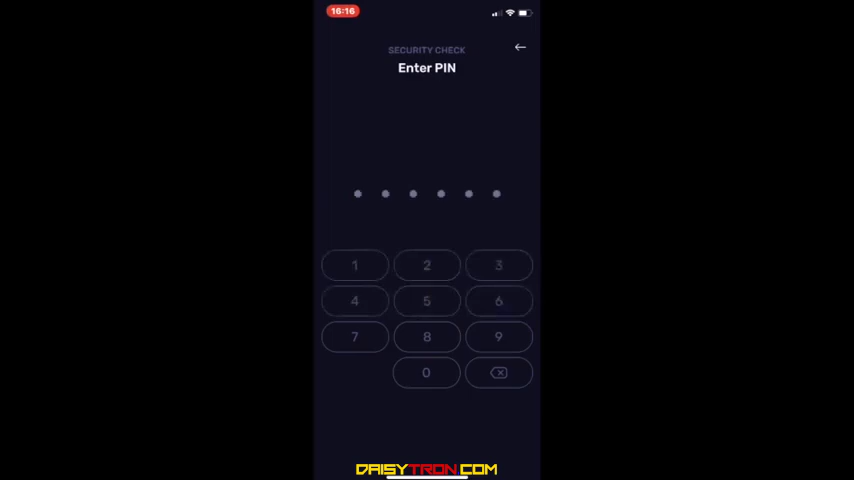 16:16
SECURITY CHECK
Enter PIN
1 2 3
4 5 6
7 8 9
0
DAISYTRON.COM